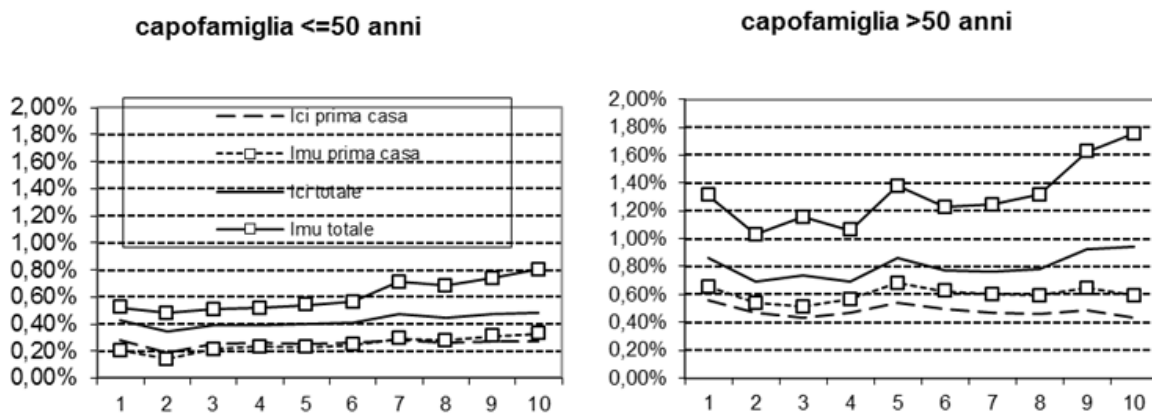 capofamiglia <=50 anni
2,00%
1,80%
1,60%
1,40%
1,20%
1,00%
0,80%
0,60%
0,40%
0,20%
0,00%
Ici prima casa
Imu prima casa
Ici totale
Imu totale
1 2 3 4 5 6 7 8 9 10
capofamiglia >50 anni
2,00%
1,80%
1,60%
1,40%
1,20%
1,00%
0,80%
0,60%
0,40%
0,20%
0,00%
1 2 3 4 5 6 7 8 9 10